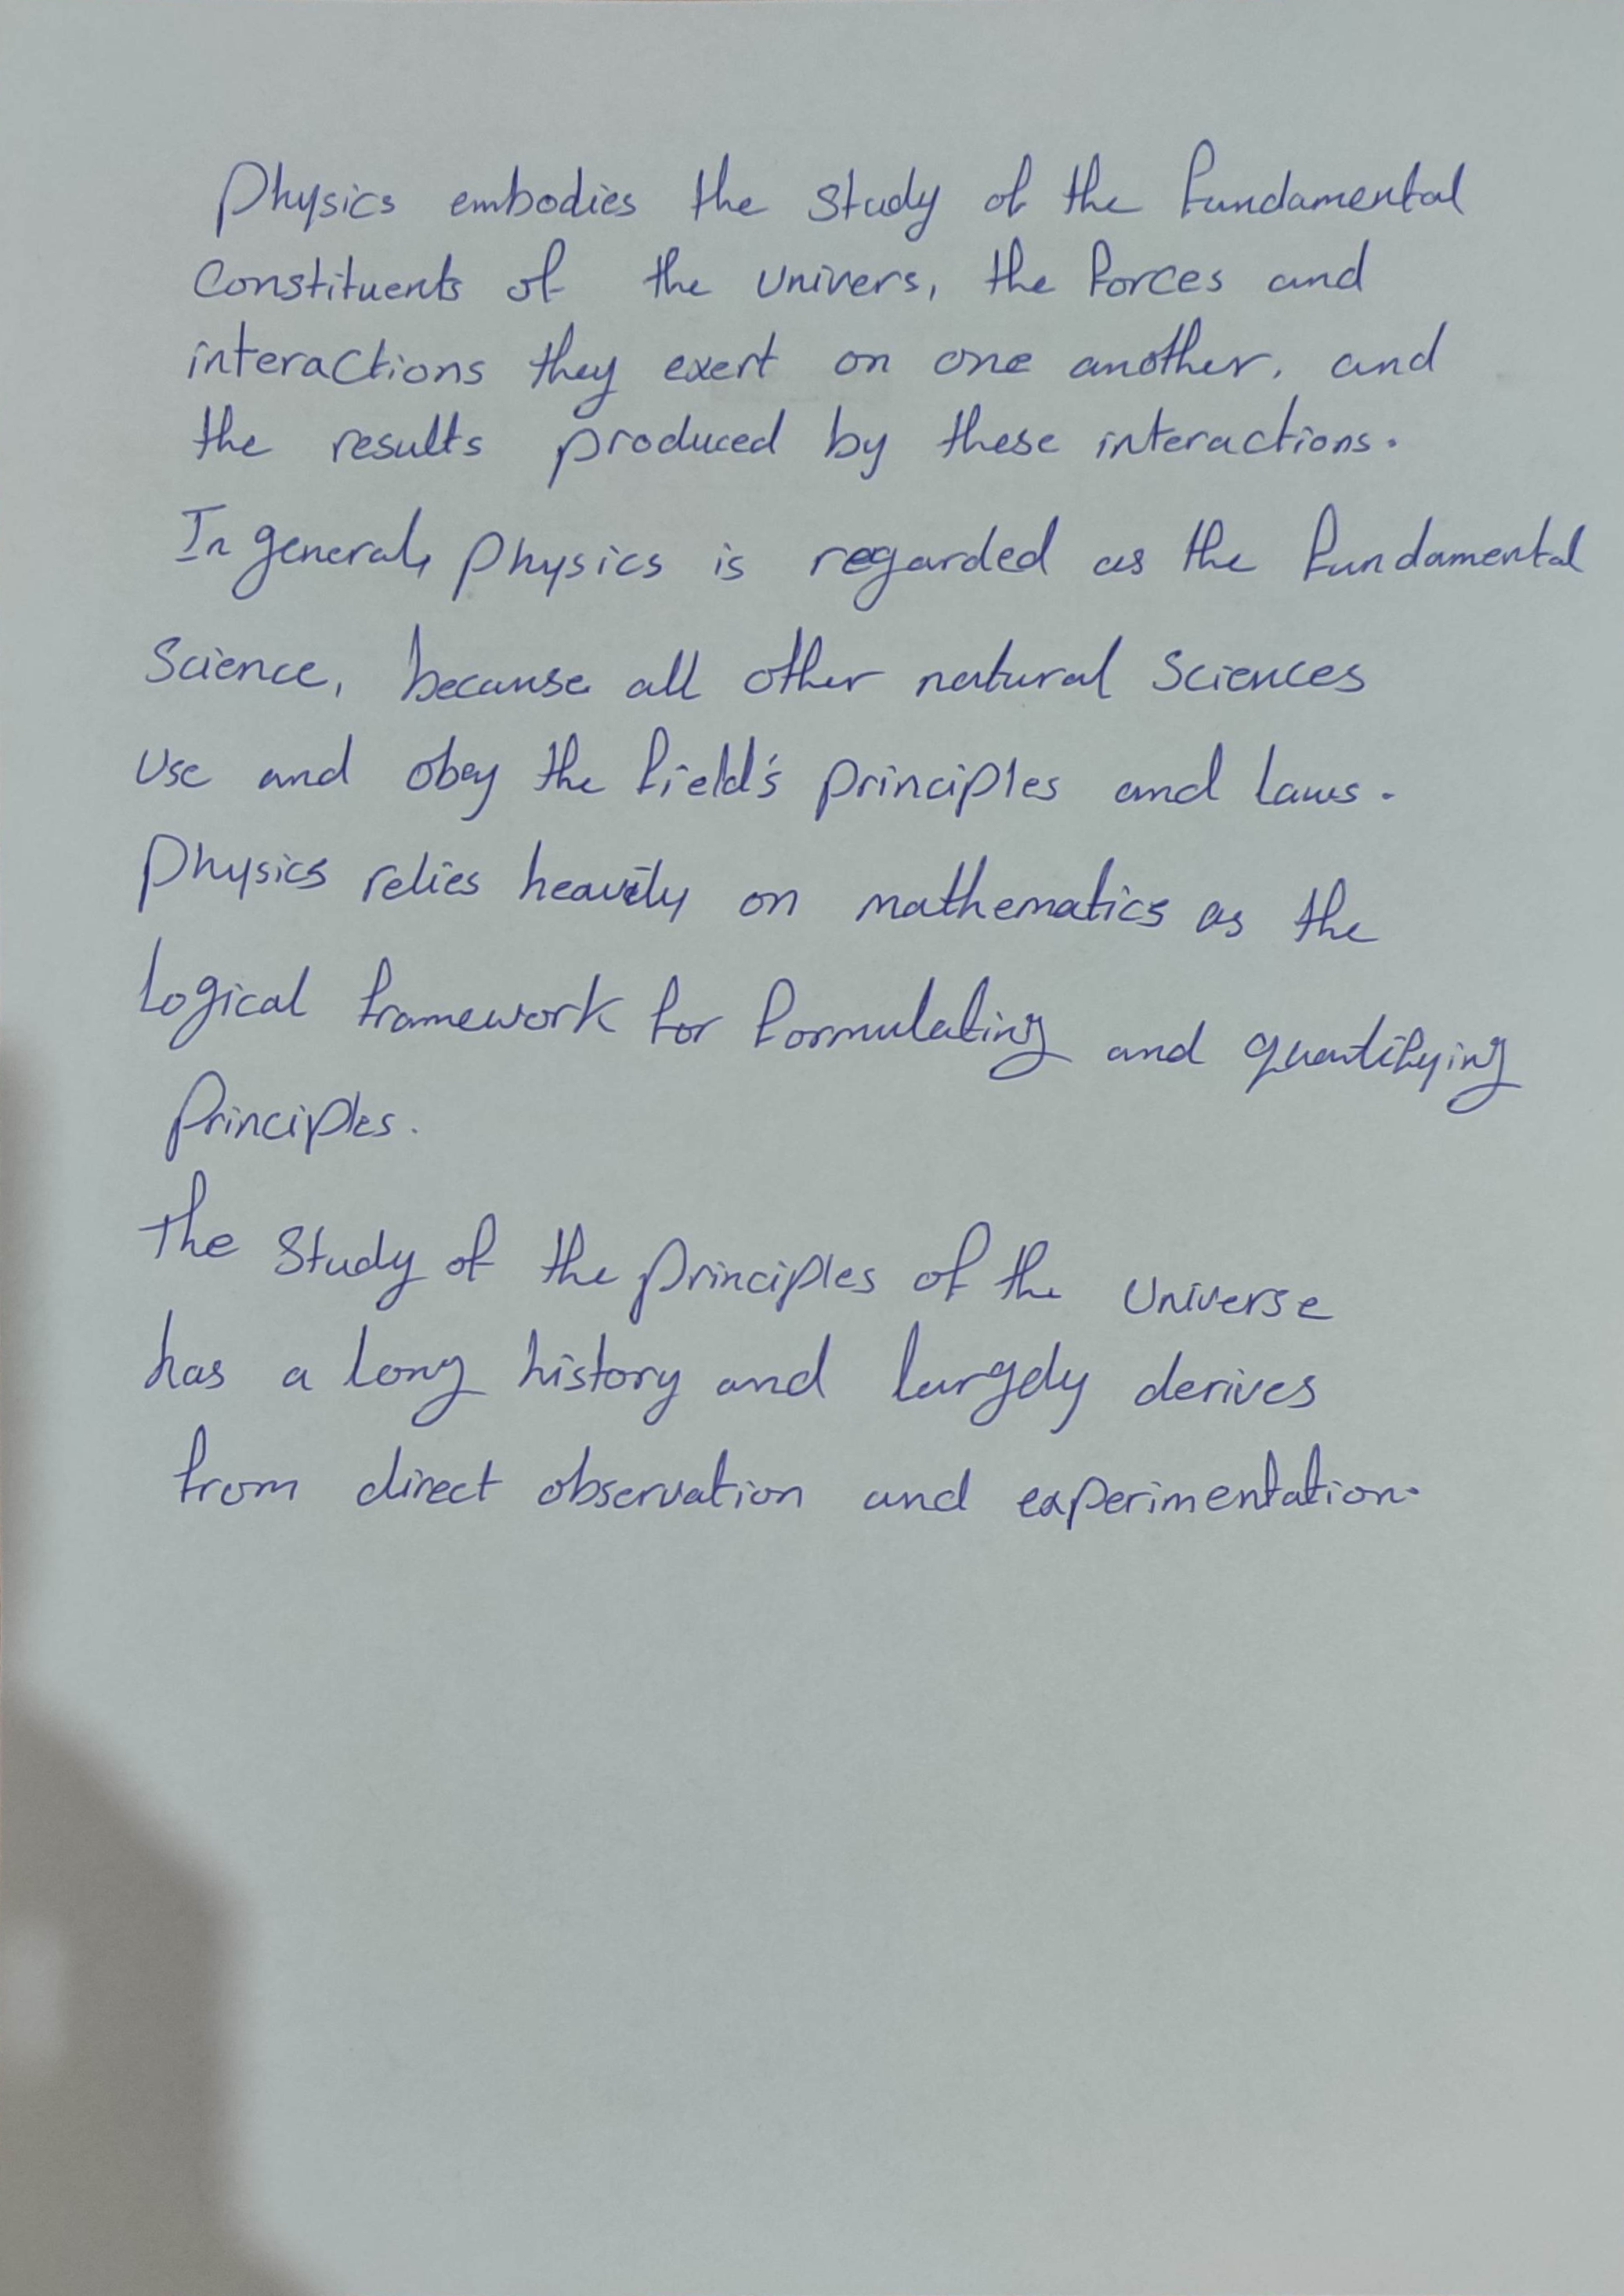 Physics embodies the study of the fundamental
Constituents of the univers, the forces and
interactions they exert on one another, and
the results produced by these interactions.
In general, physics is regarded as the fundamental
Science, because all other natural Sciences
use and obey the field's principles and laws.
Physics relies heavily on mathematics as the
logical framework for formulating and quantifying
principles.
The Study of the principles of the universe
has a long history and largely derives
from direct observation and experimentation.